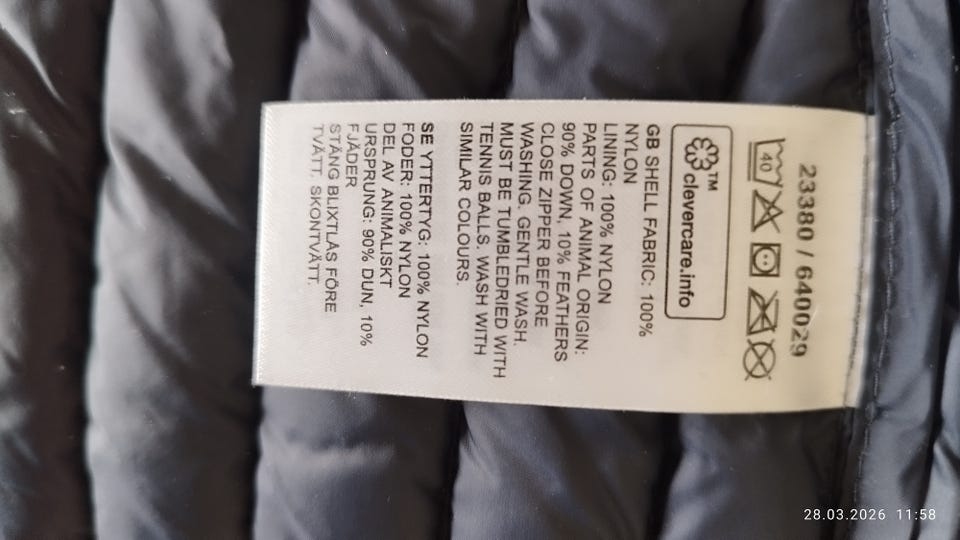 23380 / 640029
40
clevercare.info™
GB SHELL FABRIC: 100%
NYLON
LINING: 100% NYLON
PARTS OF ANIMAL ORIGIN:
90% DOWN, 10% FEATHERS
CLOSE ZIPPER BEFORE
WASHING. GENTLE WASH.
MUST BE TUMBLEDRIED WITH
TENNIS BALLS. WASH WITH
SIMILAR COLOURS.
SE YTTERTYG: 100% NYLON
FODER: 100% NYLON
DEL AV ANIMALISKT
URSPRUNG: 90% DUN, 10%
FJÄDER
STÄNG BLIXTLÅS FÖRE
TVÄTT. SKONTVÄTT.
28.03.2026 11:58